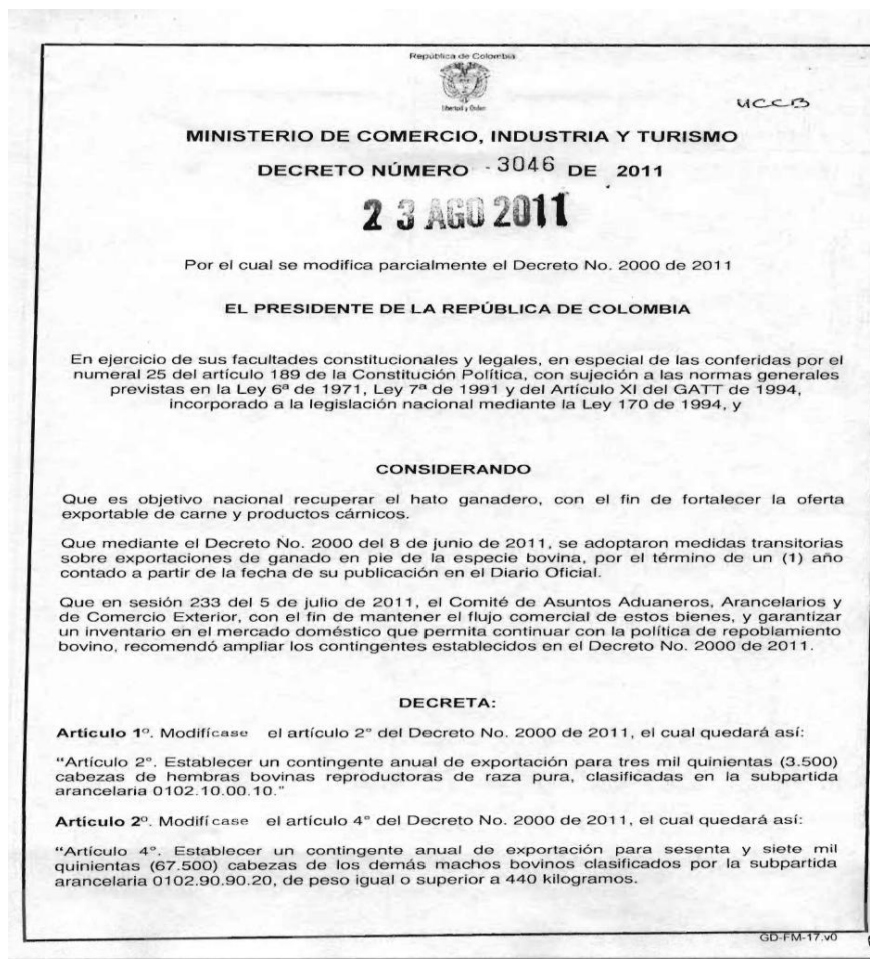 República de Colombia
Libertad y Orden
UCCB
MINISTERIO DE COMERCIO, INDUSTRIA Y TURISMO
DECRETO NÚMERO 3046 DE 2011
23 AGO 2011
Por el cual se modifica parcialmente el Decreto No. 2000 de 2011
EL PRESIDENTE DE LA REPÚBLICA DE COLOMBIA
En ejercicio de sus facultades constitucionales y legales, en especial de las conferidas por el
numeral 25 del artículo 189 de la Constitución Política, con sujeción a las normas generales
previstas en la Ley 6ª de 1971, Ley 7ª de 1991 y del Artículo XI del GATT de 1994,
incorporado a la legislación nacional mediante la Ley 170 de 1994, y
CONSIDERANDO
Que es objetivo nacional recuperar el hato ganadero, con el fin de fortalecer la oferta
exportable de carne y productos cárnicos.
Que mediante el Decreto No. 2000 del 8 de junio de 2011, se adoptaron medidas transitorias
sobre exportaciones de ganado en pie de la especie bovina, por el término de un (1) año
contado a partir de la fecha de su publicación en el Diario Oficial.
Que en sesión 233 del 5 de julio de 2011, el Comité de Asuntos Aduaneros, Arancelarios y
de Comercio Exterior, con el fin de mantener el flujo comercial de estos bienes, y garantizar
un inventario en el mercado doméstico que permita continuar con la política de repoblamiento
bovino, recomendó ampliar los contingentes establecidos en el Decreto No. 2000 de 2011.
DECRETA:
Artículo 1º. Modifícase el artículo 2° del Decreto No. 2000 de 2011, el cual quedará así:
“Artículo 2°. Establecer un contingente anual de exportación para tres mil quinientas (3.500)
cabezas de hembras bovinas reproductoras de raza pura, clasificadas en la subpartida
arancelaria 0102.10.00.10.”
Artículo 2º. Modifícase el artículo 4° del Decreto No. 2000 de 2011, el cual quedará así:
“Artículo 4°. Establecer un contingente anual de exportación para sesenta y siete mil
quinientas (67.500) cabezas de los demás machos bovinos clasificados por la subpartida
arancelaria 0102.90.90.20, de peso igual o superior a 440 kilogramos.
GD-FM-17.v0